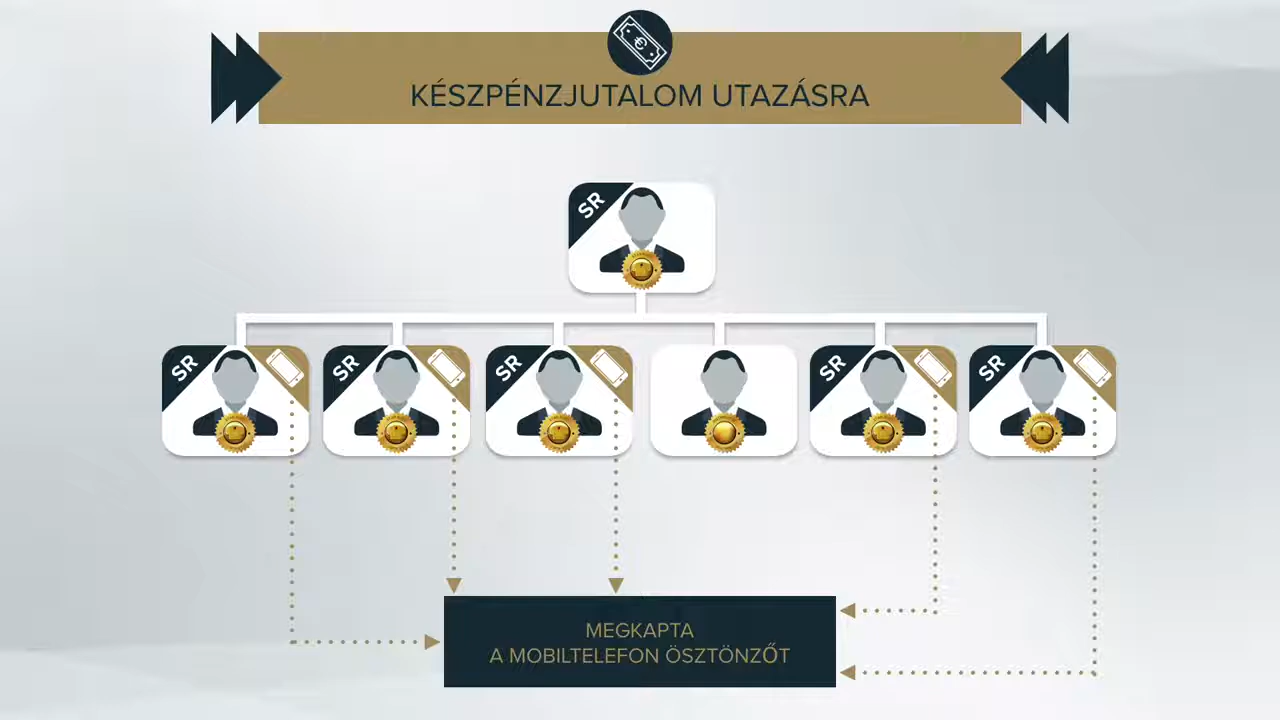 KÉSZPÉNZJUTALOM UTAZÁSRA
SR
SR
SR
SR
SR
SR
MEGKAPTA
A MOBILTELEFON ÖSZTÖNZŐT